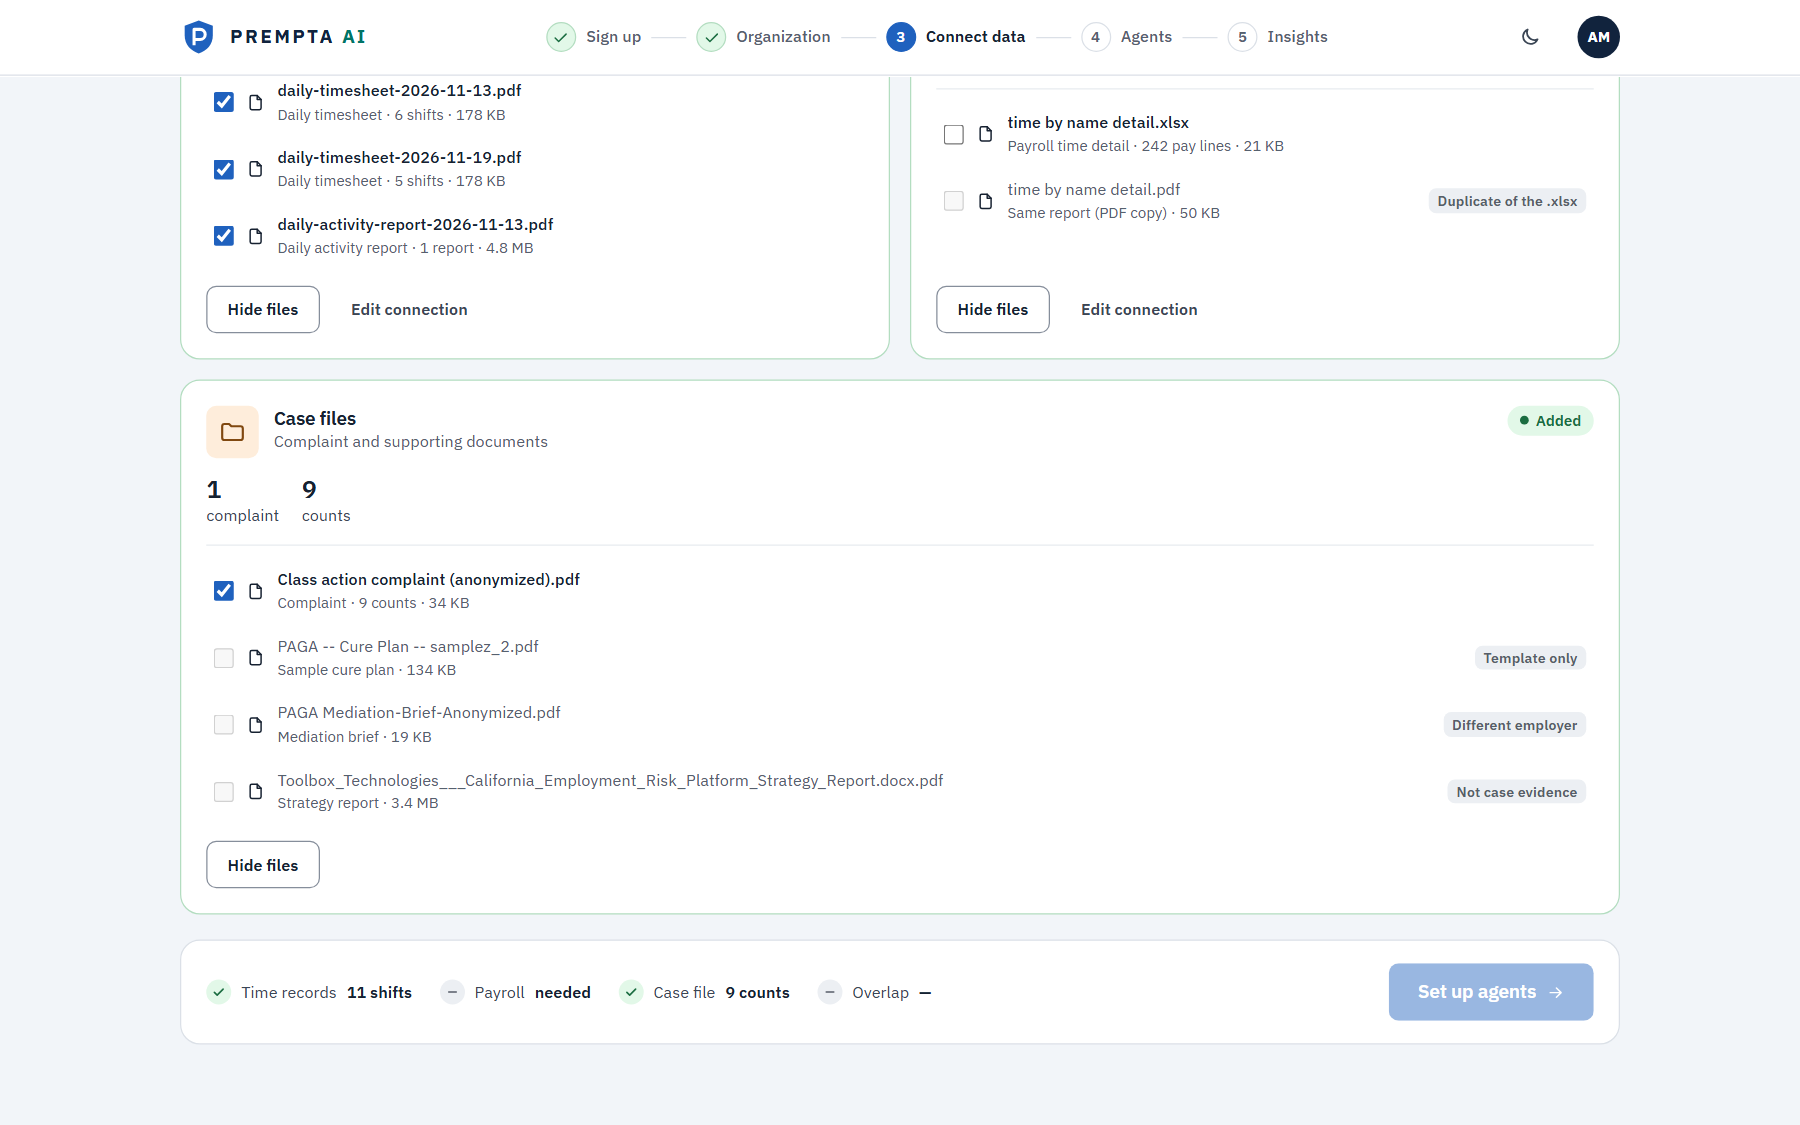 PREMPTA AI
Sign up
Organization
3 Connect data
4 Agents
5 Insights
AM
daily-timesheet-2026-11-13.pdf
Daily timesheet · 6 shifts · 178 KB
daily-timesheet-2026-11-19.pdf
Daily timesheet · 5 shifts · 178 KB
daily-activity-report-2026-11-13.pdf
Daily activity report · 1 report · 4.8 MB
Hide files Edit connection
time by name detail.xlsx
Payroll time detail · 242 pay lines · 21 KB
time by name detail.pdf
Same report (PDF copy) · 50 KB
Duplicate of the .xlsx
Hide files Edit connection
Case files
Complaint and supporting documents
Added
1 9
complaint counts
Class action complaint (anonymized).pdf
Complaint · 9 counts · 34 KB
PAGA -- Cure Plan -- samplez_2.pdf
Sample cure plan · 134 KB
Template only
PAGA Mediation-Brief-Anonymized.pdf
Mediation brief · 19 KB
Different employer
Toolbox_Technologies___California_Employment_Risk_Platform_Strategy_Report.docx.pdf
Strategy report · 3.4 MB
Not case evidence
Hide files
Time records 11 shifts Payroll needed Case file 9 counts Overlap —
Set up agents →